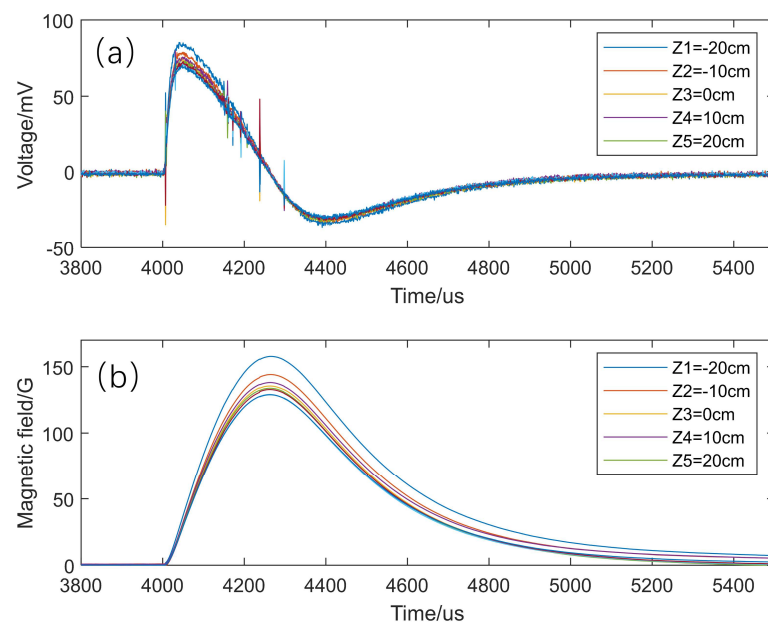 (a)
100
50
0
-50
Voltage/mV
Z1=-20cm
Z2=-10cm
Z3=0cm
Z4=10cm
Z5=20cm
3800 4000 4200 4400 4600 4800 5000 5200 5400
Time/us
(b)
150
100
50
0
Magnetic field/G
Z1=-20cm
Z2=-10cm
Z3=0cm
Z4=10cm
Z5=20cm
3800 4000 4200 4400 4600 4800 5000 5200 5400
Time/us